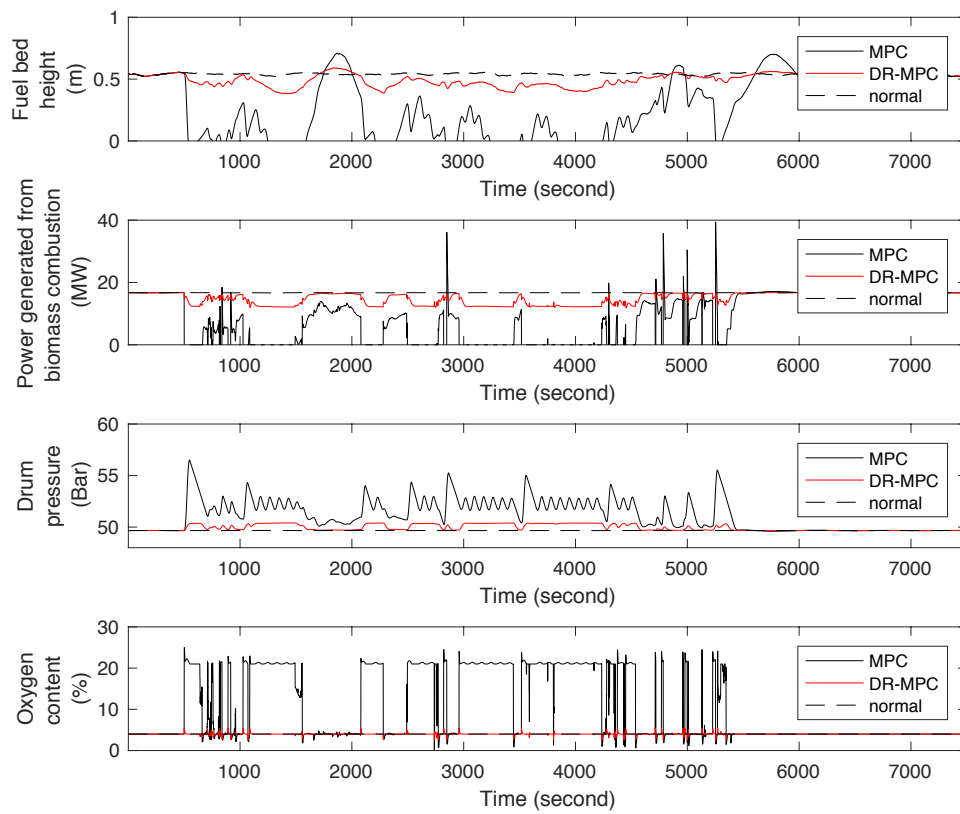 Fuel bed
height
(m)
1
0.5
0
MPC
DR-MPC
normal
1000 2000 3000 4000 5000 6000 7000
Time (second)
Power generated from
biomass combustion
(MW)
40
20
0
MPC
DR-MPC
normal
1000 2000 3000 4000 5000 6000 7000
Time (second)
Drum
pressure
(Bar)
60
55
50
MPC
DR-MPC
normal
1000 2000 3000 4000 5000 6000 7000
Time (second)
Oxygen
content
(%)
30
20
10
0
MPC
DR-MPC
normal
1000 2000 3000 4000 5000 6000 7000
Time (second)